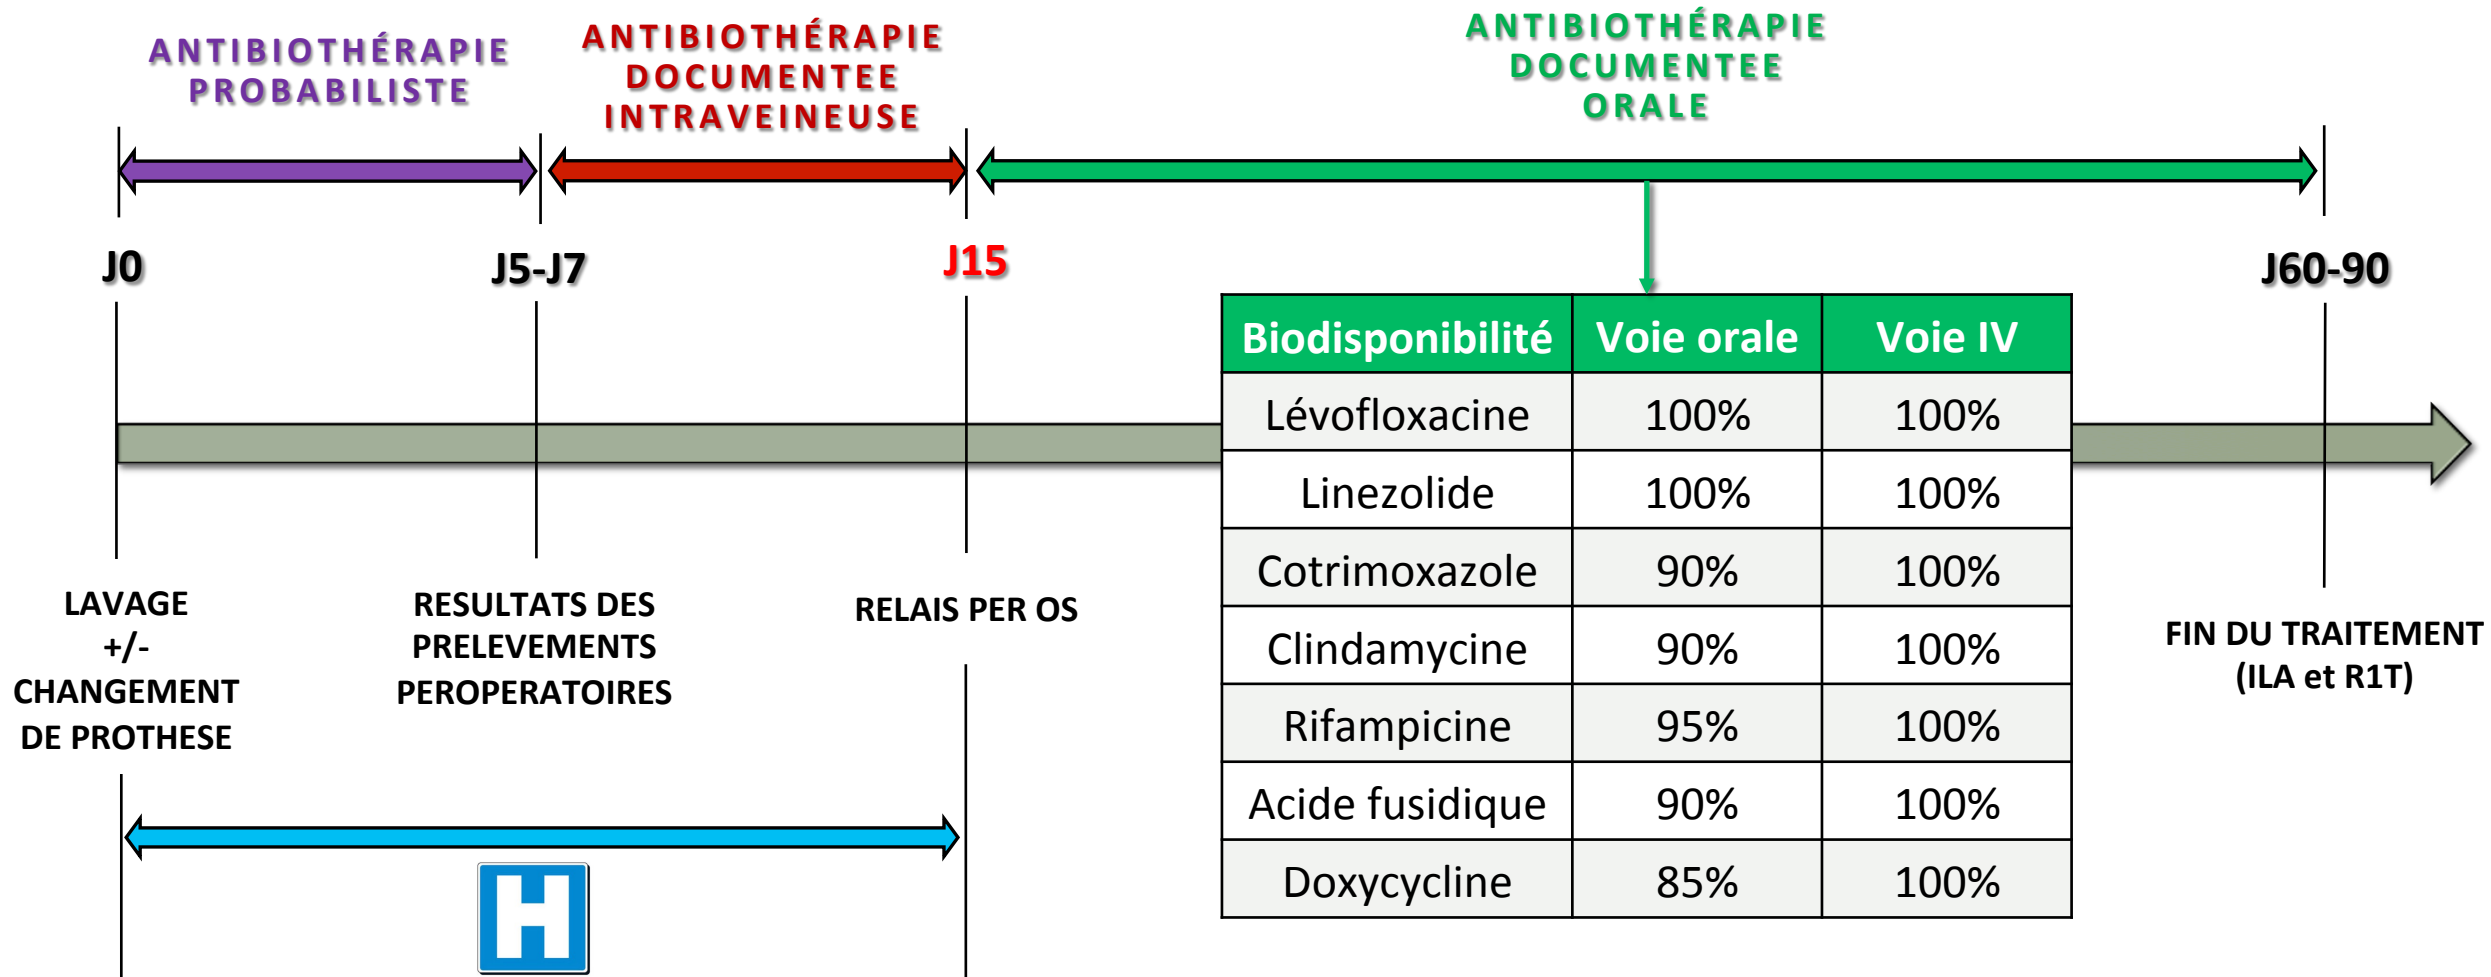 ANTIBIOTHÉRAPIE
PROBABILISTE
ANTIBIOTHÉRAPIE
DOCUMENTEE
INTRAVEINEUSE
ANTIBIOTHÉRAPIE
DOCUMENTEE
ORALE
J0
J5-J7
J15
J60-90
Biodisponibilité Voie orale Voie IV
Lévofloxacine 100% 100%
Linezolide 100% 100%
Cotrimoxazole 90% 100%
Clindamycine 90% 100%
Rifampicine 95% 100%
Acide fusidique 90% 100%
Doxycycline 85% 100%
LAVAGE
+/-
CHANGEMENT
DE PROTHESE
RESULTATS DES
PRELEVEMENTS
PEROPERATOIRES
RELAIS PER OS
FIN DU TRAITEMENT
(ILA et R1T)
H